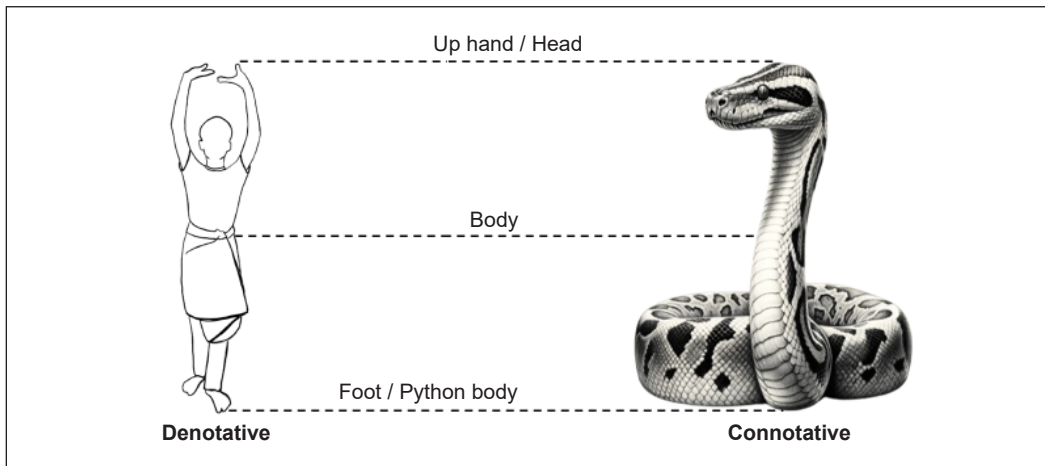 Up hand / Head
Body
Foot / Python body
Denotative
Connotative